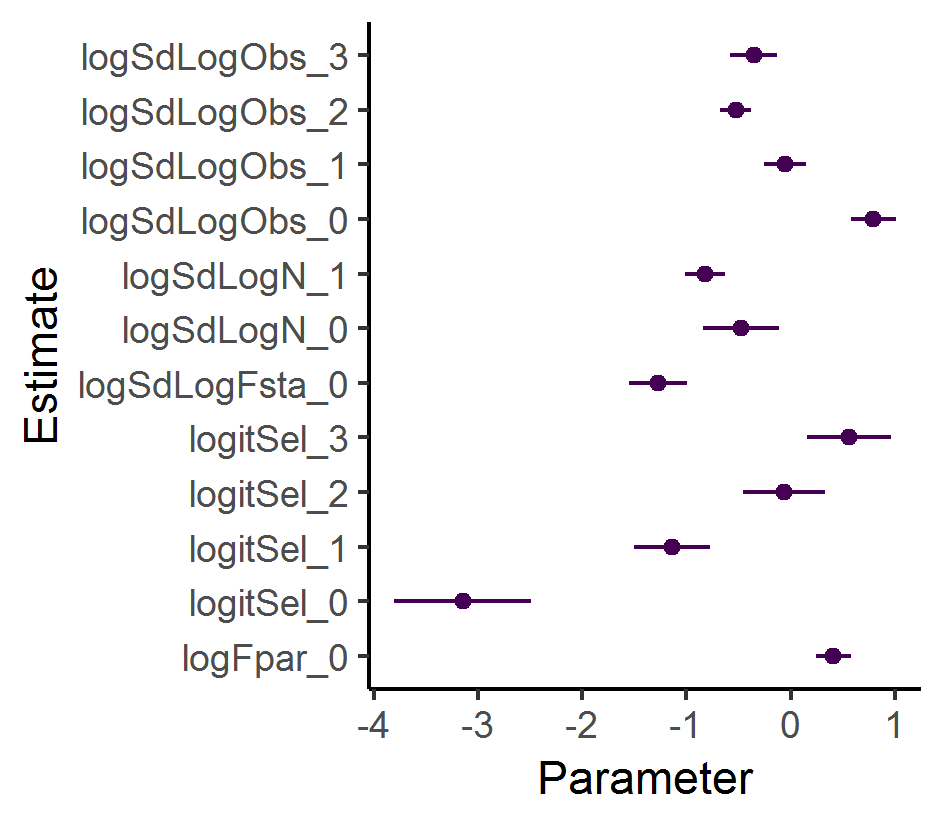 logSdLogObs_3
logSdLogObs_2
logSdLogObs_1
logSdLogObs_0
logSdLogN_1
logSdLogN_0
logSdLogFsta_0
logitSel_3
logitSel_2
logitSel_1
logitSel_0
logFpar_0
Estimate
-4 -3 -2 -1 0 1
Parameter